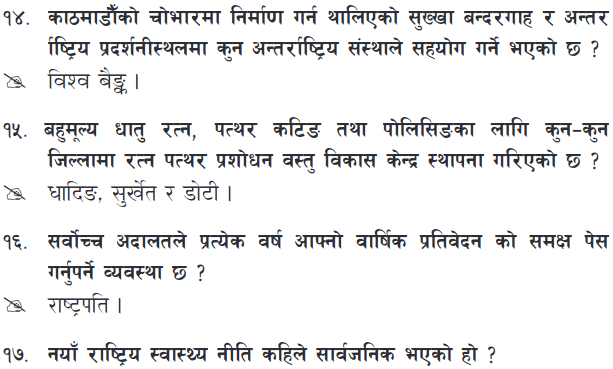 १४. काठमाडौँको चोभारमा निर्माण गर्न थालिएको सुख्खा बन्दरगाह र अन्तर
र्राष्ट्रिय प्रदर्शनीस्थलमा कुन अन्तर्राष्ट्रिय संस्थाले सहयोग गर्ने भएको छ ?
विश्व बैङ्क ।
१५. बहुमूल्य धातु रत्न, पत्थर कटिङ तथा पोलिसिङका लागि कुन-कुन
जिल्लामा रत्न पत्थर प्रशोधन वस्तु विकास केन्द्र स्थापना गरिएको छ ?
धादिङ, सुर्खेत र डोटी ।
१६. सर्वोच्च अदालतले प्रत्येक वर्ष आफ्नो वार्षिक प्रतिवेदन को समक्ष पेस
गर्नुपर्ने व्यवस्था छ ?
राष्ट्रपति ।
१७. नयाँ राष्ट्रिय स्वास्थ्य नीति कहिले सार्वजनिक भएको हो ?